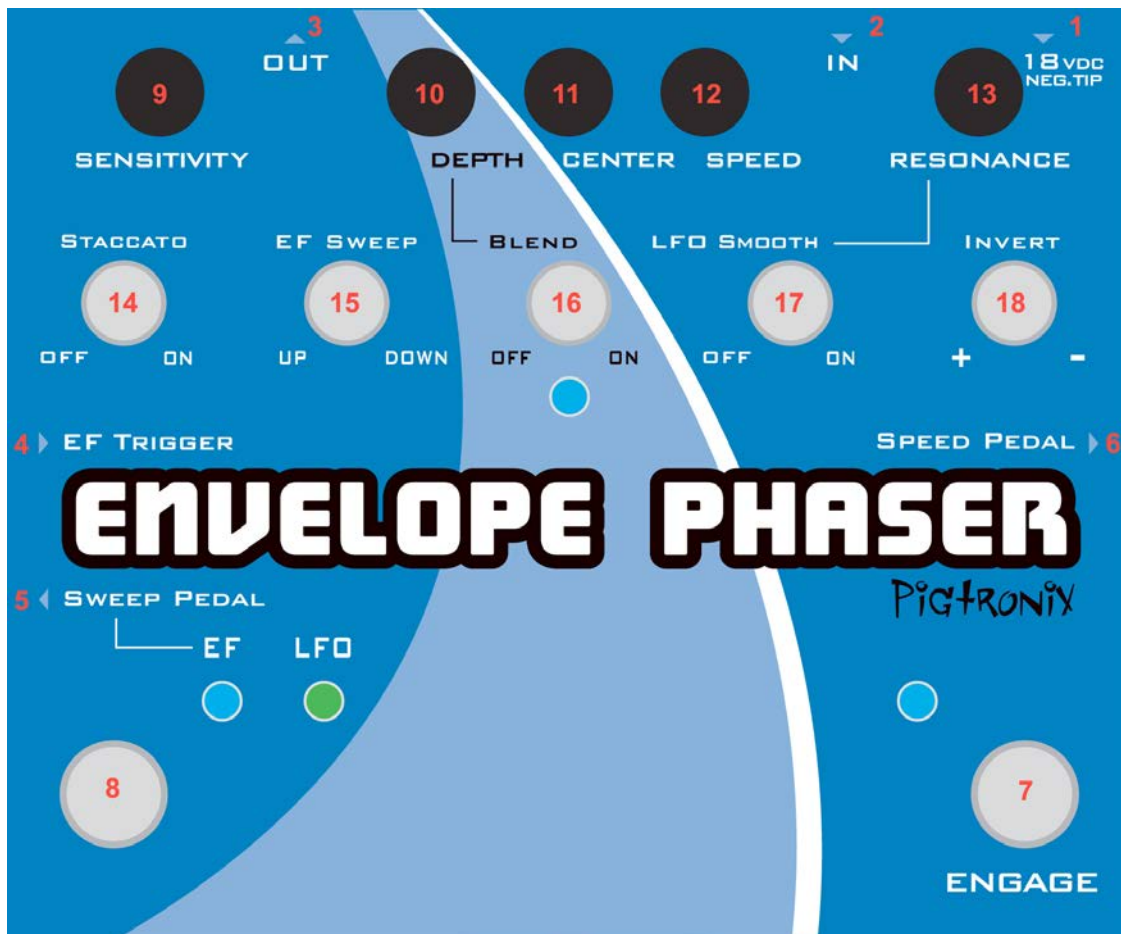 3 2 1
OUT IN 18 VDC
NEG.TIP
9 10 11 12 13
SENSITIVITY DEPTH CENTER SPEED RESONANCE
STACCATO EF SWEEP BLEND LFO SMOOTH INVERT
14 15 16 17 18
OFF ON UP DOWN OFF ON OFF ON + -
4 EF TRIGGER SPEED PEDAL 6
ENVELOPE PHASER
5 SWEEP PEDAL PIGTRONIX
EF LFO
8 7
ENGAGE